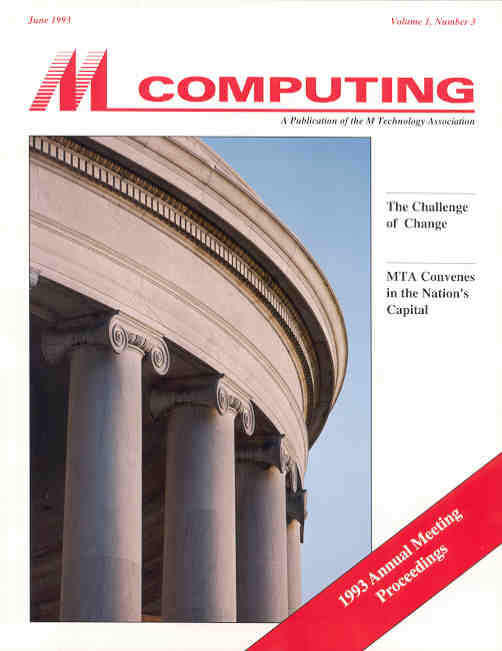 June 1993
Volume 1, Number 3
M COMPUTING
A Publication of the M Technology Association
The Challenge
of Change
MTA Convenes
in the Nation's
Capital
1993 Annual Meeting
Proceedings